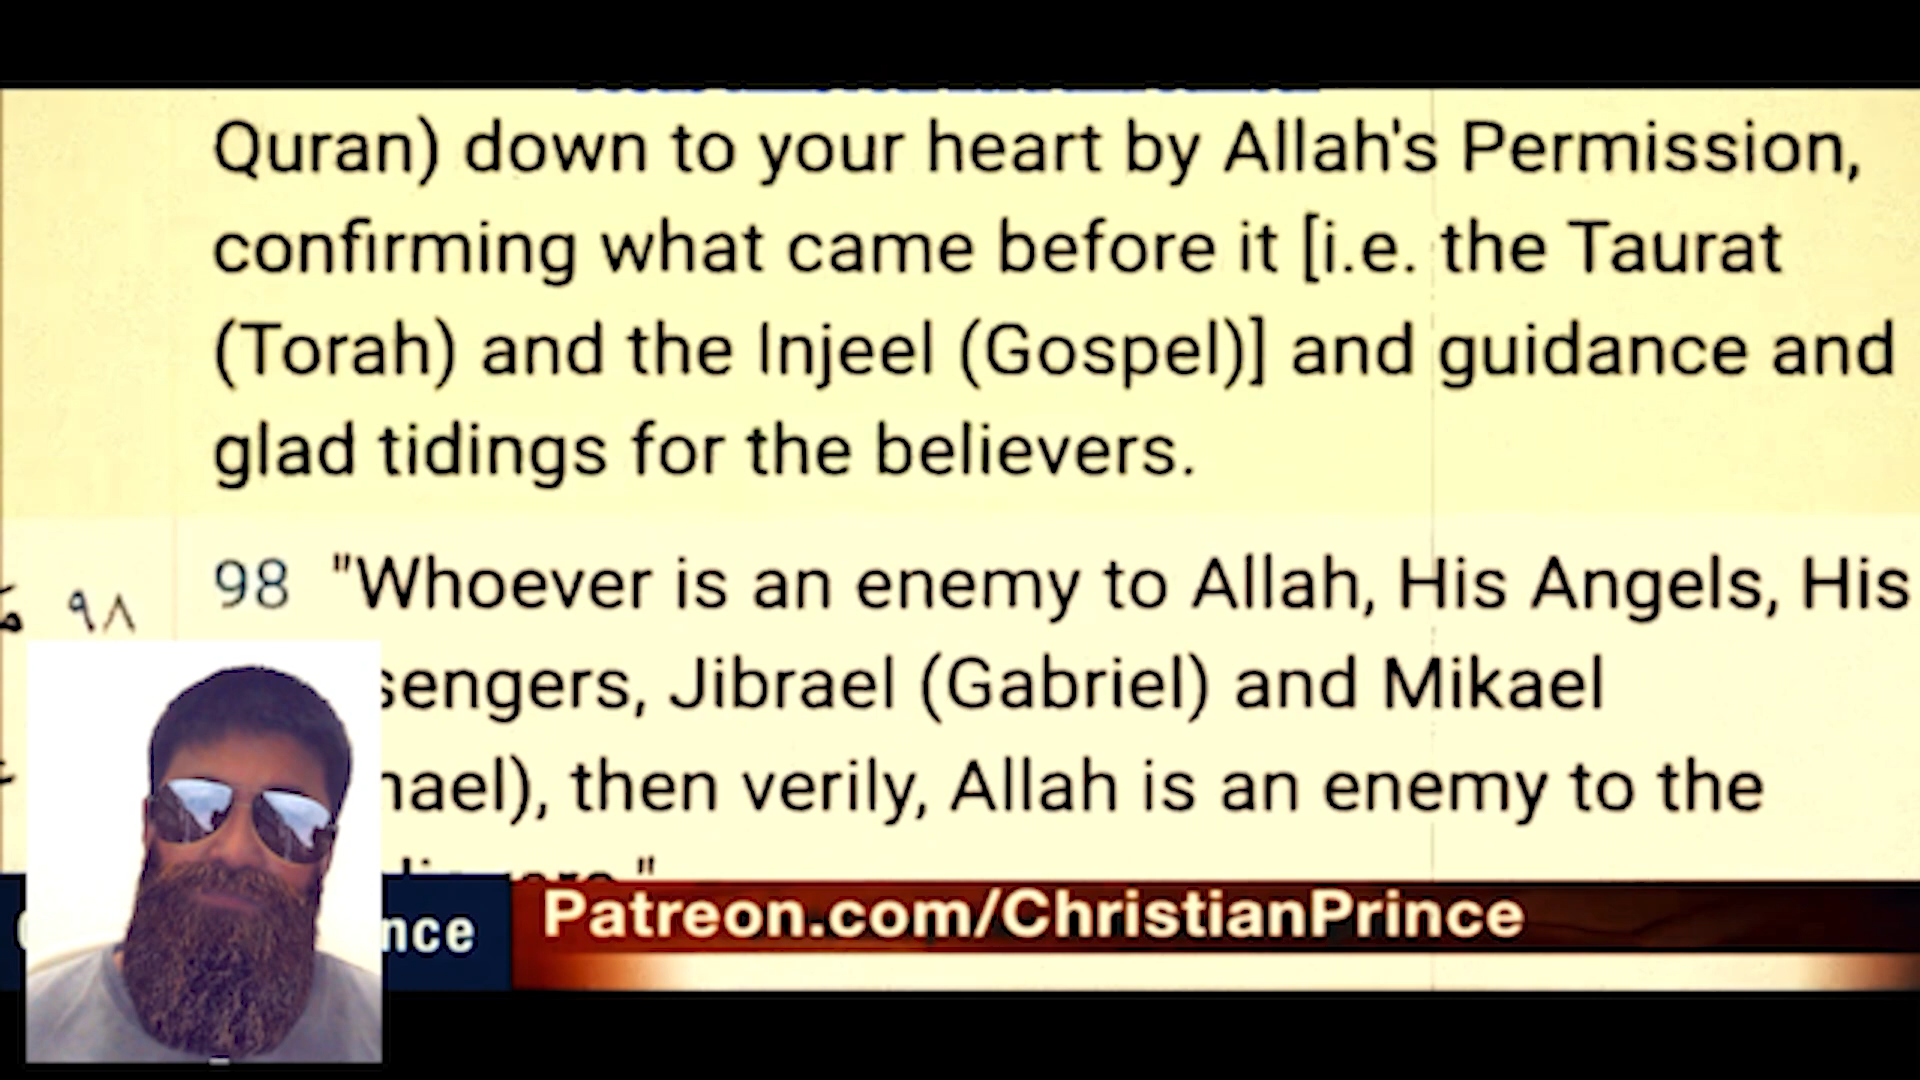 Quran) down to your heart by Allah's Permission,
confirming what came before it [i.e. the Taurat
(Torah) and the Injeel (Gospel)] and guidance and
glad tidings for the believers.
٩٨
98 "Whoever is an enemy to Allah, His Angels, His
sengers, Jibrael (Gabriel) and Mikael
hael), then verily, Allah is an enemy to the
nce
Patreon.com/ChristianPrince